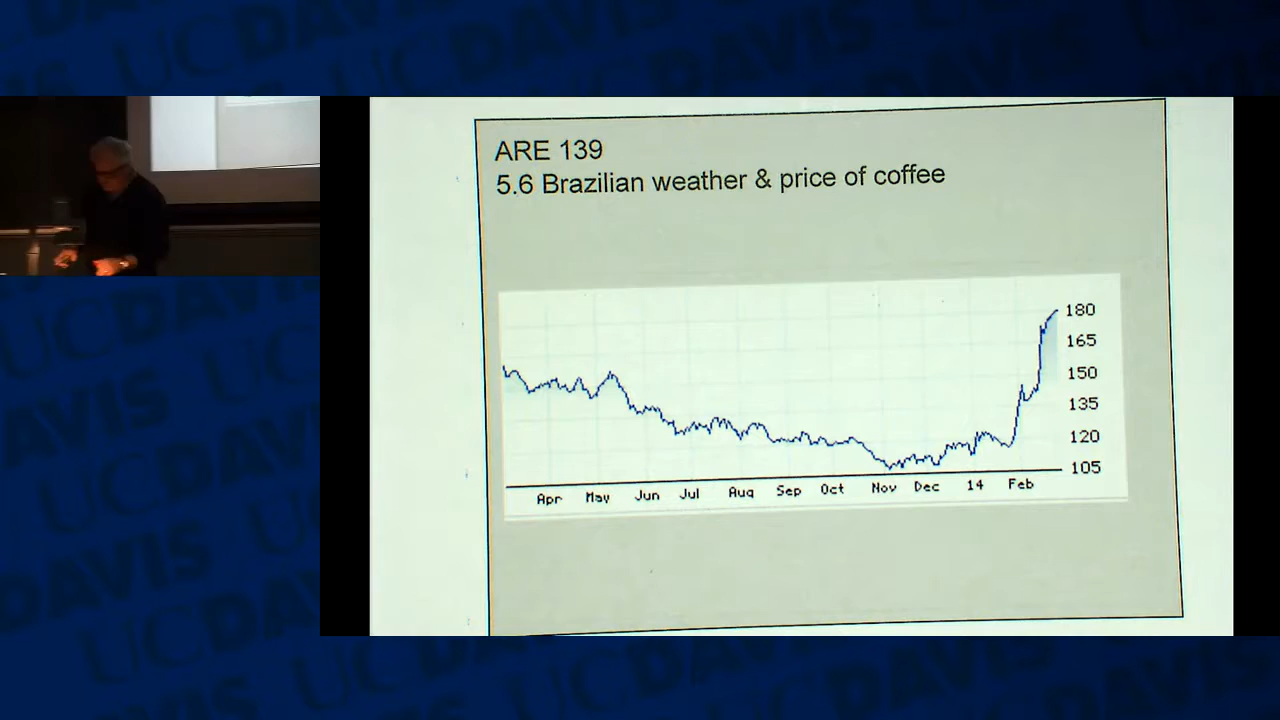 ARE 139
5.6 Brazilian weather & price of coffee
180
165
150
135
120
105
Apr May Jun Jul Aug Sep Oct Nov Dec 14 Feb
UC DAVIS